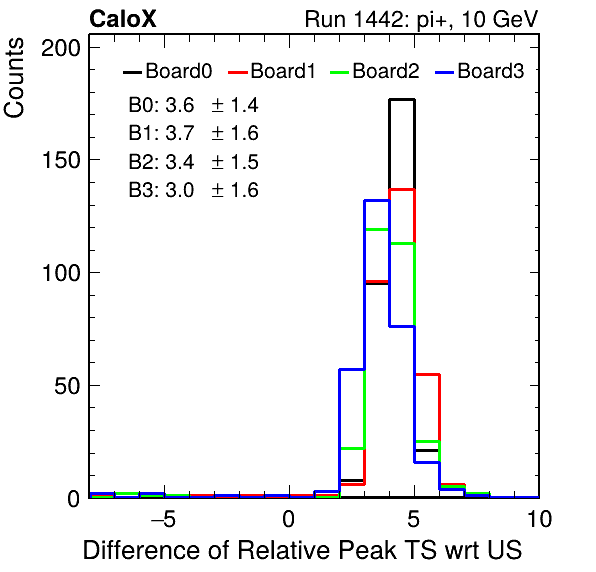 CaloX Run 1442: pi+, 10 GeV
Counts
200
150
100
50
0
Board0 Board1 Board2 Board3
B0: 3.6 ± 1.4
B1: 3.7 ± 1.6
B2: 3.4 ± 1.5
B3: 3.0 ± 1.6
−5 0 5 10
Difference of Relative Peak TS wrt US